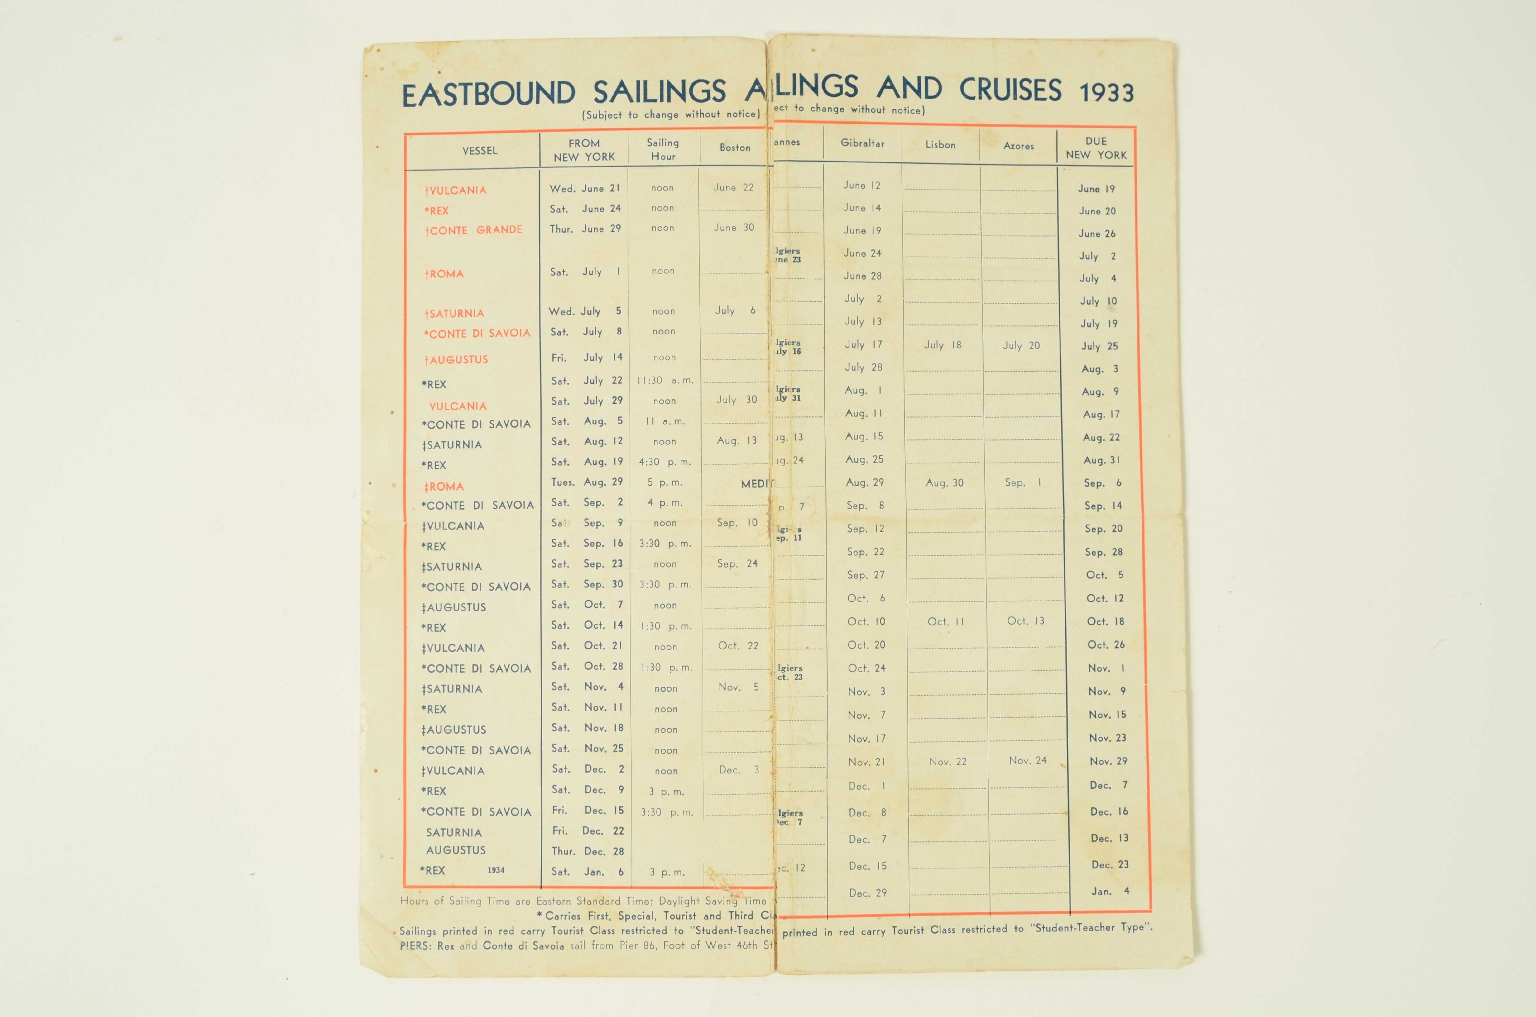 EASTBOUND SAILINGS A
(Subject to change without notice)
VESSEL FROM NEW YORK Sailing Hour Boston
†VULCANIA Wed. June 21 noon June 22
*REX Sat. June 24 noon
†CONTE GRANDE Thur. June 29 noon June 30
†ROMA Sat. July 1 noon
†SATURNIA Wed. July 5 noon July 6
*CONTE DI SAVOIA Sat. July 8 noon
†AUGUSTUS Fri. July 14 noon
*REX Sat. July 22 11:30 a.m.
VULCANIA Sat. July 29 noon July 30
*CONTE DI SAVOIA Sat. Aug. 5 11 a.m.
‡SATURNIA Sat. Aug. 12 noon Aug. 13
*REX Sat. Aug. 19 4:30 p.m.
‡ROMA Tues. Aug. 29 5 p.m. MEDIT
*CONTE DI SAVOIA Sat. Sep. 2 4 p.m.
‡VULCANIA Sat Sep. 9 noon Sep. 10
*REX Sat. Sep. 16 3:30 p.m.
‡SATURNIA Sat. Sep. 23 noon Sep. 24
*CONTE DI SAVOIA Sat. Sep. 30 3:30 p.m.
‡AUGUSTUS Sat. Oct. 7 noon
*REX Sat. Oct. 14 1:30 p.m.
‡VULCANIA Sat. Oct. 21 noon Oct. 22
*CONTE DI SAVOIA Sat. Oct. 28 1:30 p.m.
‡SATURNIA Sat. Nov. 4 noon Nov. 5
*REX Sat. Nov. 11 noon
‡AUGUSTUS Sat. Nov. 18 noon
*CONTE DI SAVOIA Sat. Nov. 25 noon
‡VULCANIA Sat. Dec. 2 noon Dec. 3
*REX Sat. Dec. 9 3 p.m.
*CONTE DI SAVOIA Fri. Dec. 15 3:30 p.m.
SATURNIA Fri. Dec. 22
AUGUSTUS Thur. Dec. 28
*REX 1934 Sat. Jan. 6 3 p.m.
Hours of Sailing Time are Eastern Standard Time; Daylight Saving Time
* Carries First, Special, Tourist and Third Cl
Sailings printed in red carry Tourist Class restricted to "Student-Teacher
PIERS: Rex and Conte di Savoia sail from Pier 86, Foot of West 46th St
LINGS AND CRUISES 1933
ect to change without notice)
annes Gibraltar Lisbon Azores DUE NEW YORK
June 12 June 19
June 14 June 20
June 19 June 26
lgiers
une 23 June 24 July 2
June 28 July 4
July 2 July 10
July 13 July 19
lgiers
uly 16 July 17 July 18 July 20 July 25
July 28 Aug. 3
lgiers
uly 31 Aug. 1 Aug. 9
Aug. 11 Aug. 17
ug. 13 Aug. 15 Aug. 22
ug. 24 Aug. 25 Aug. 31
Aug. 29 Aug. 30 Sep. 1 Sep. 6
p. 7 Sep. 8 Sep. 14
lgiers
ep. 11 Sep. 12 Sep. 20
Sep. 22 Sep. 28
Sep. 27 Oct. 5
Oct. 6 Oct. 12
Oct. 10 Oct. 11 Oct. 13 Oct. 18
Oct. 20 Oct. 26
lgiers
ct. 23 Oct. 24 Nov. 1
Nov. 3 Nov. 9
Nov. 7 Nov. 15
Nov. 17 Nov. 23
Nov. 21 Nov. 22 Nov. 24 Nov. 29
Dec. 1 Dec. 7
lgiers
ec 7 Dec. 8 Dec. 16
Dec. 7 Dec. 13
ec. 12 Dec. 15 Dec. 23
Dec. 29 Jan. 4
printed in red carry Tourist Class restricted to "Student-Teacher Type".